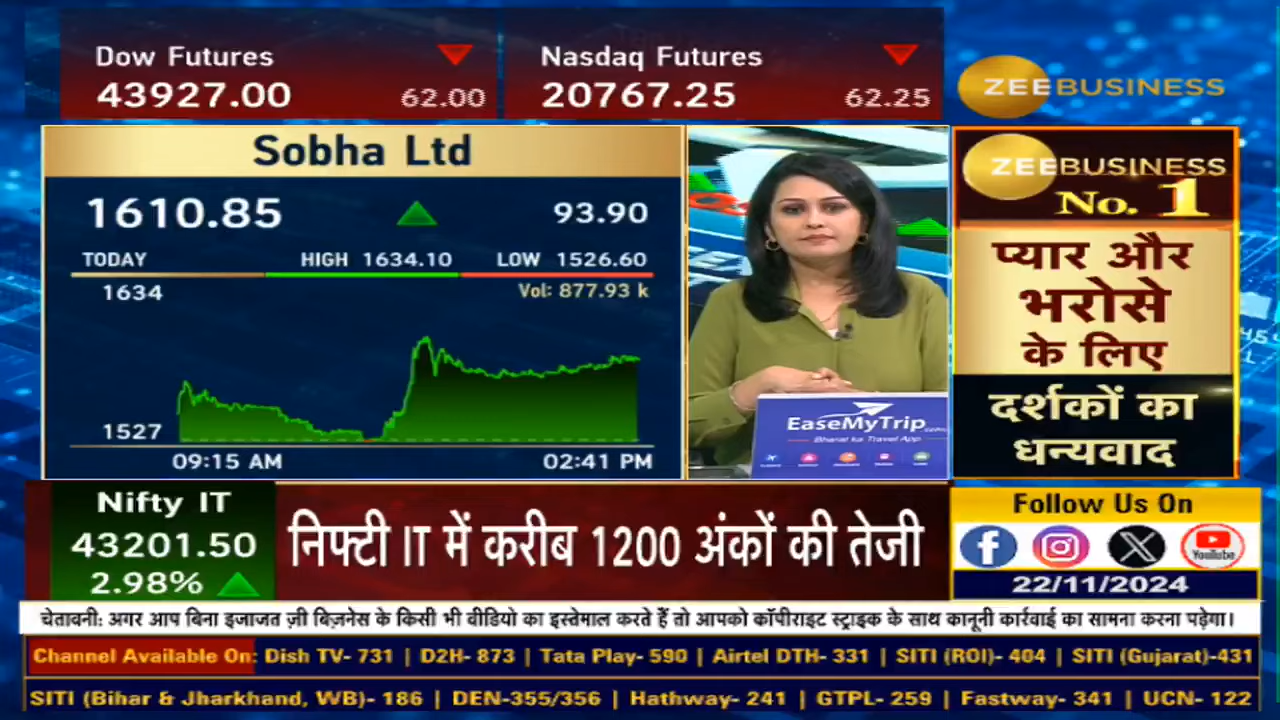 Dow Futures
43927.00 62.00
Nasdaq Futures
20767.25 62.25
ZEEBUSINESS
Sobha Ltd
1610.85 93.90
TODAY HIGH 1634.10 LOW 1526.60
1634 Vol: 877.93 k
1527
09:15 AM 02:41 PM
EaseMyTrip
Bharat ka Travel App
ZEEBUSINESS
No. 1
प्यार और
भरोसे
के लिए
दर्शकों का
धन्यवाद
Nifty IT
43201.50
2.98%
निफ्टी IT में करीब 1200 अंकों की तेजी
Follow Us On
YouTube
22/11/2024
चेतावनी: अगर आप बिना इजाजत ज़ी बिज़नेस के किसी भी वीडियो का इस्तेमाल करते हैं तो आपको कॉपीराइट स्ट्राइक के साथ कानूनी कार्रवाई का सामना करना पड़ेगा।
Channel Available On: Dish TV- 731 | D2H- 873 | Tata Play- 590 | Airtel DTH- 331 | SITI (ROI)- 404 | SITI (Gujarat)-431
SITI (Bihar & Jharkhand, WB)- 186 | DEN-355/356 | Hathway- 241 | GTPL- 259 | Fastway- 341 | UCN- 122